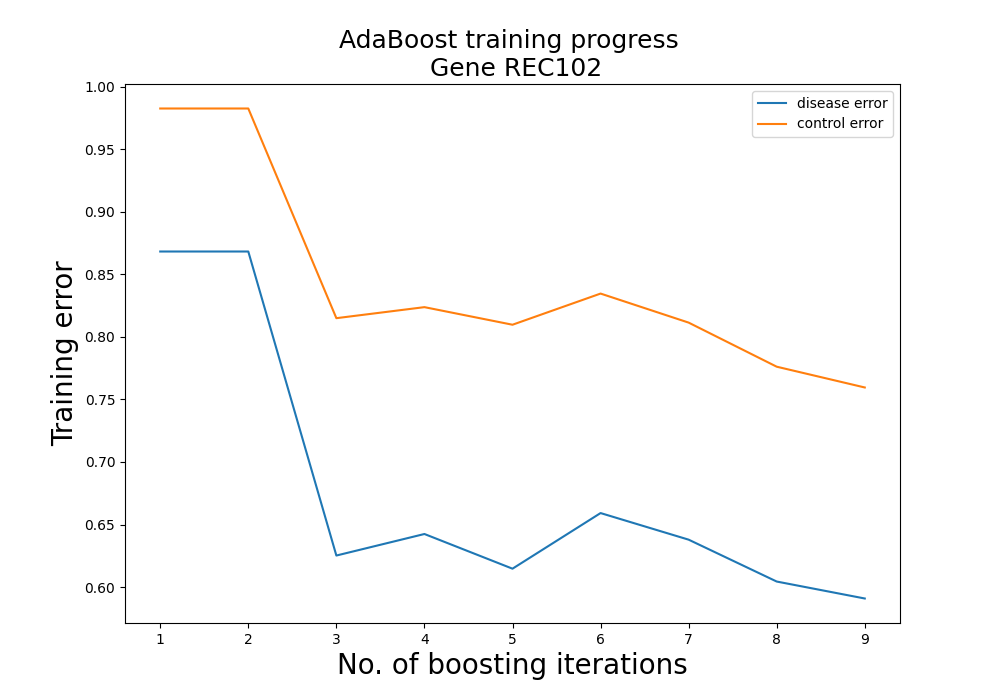 AdaBoost training progress
Gene REC102
disease error
control error
Training error
1.00
0.95
0.90
0.85
0.80
0.75
0.70
0.65
0.60
1 2 3 4 5 6 7 8 9
No. of boosting iterations